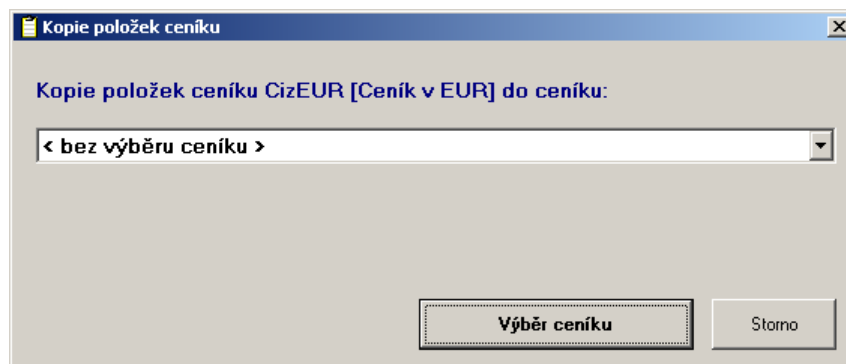 Kopie položek ceníku
Kopie položek ceníku CizEUR [Ceník v EUR] do ceníku:
< bez výběru ceníku >
Výběr ceníku
Storno